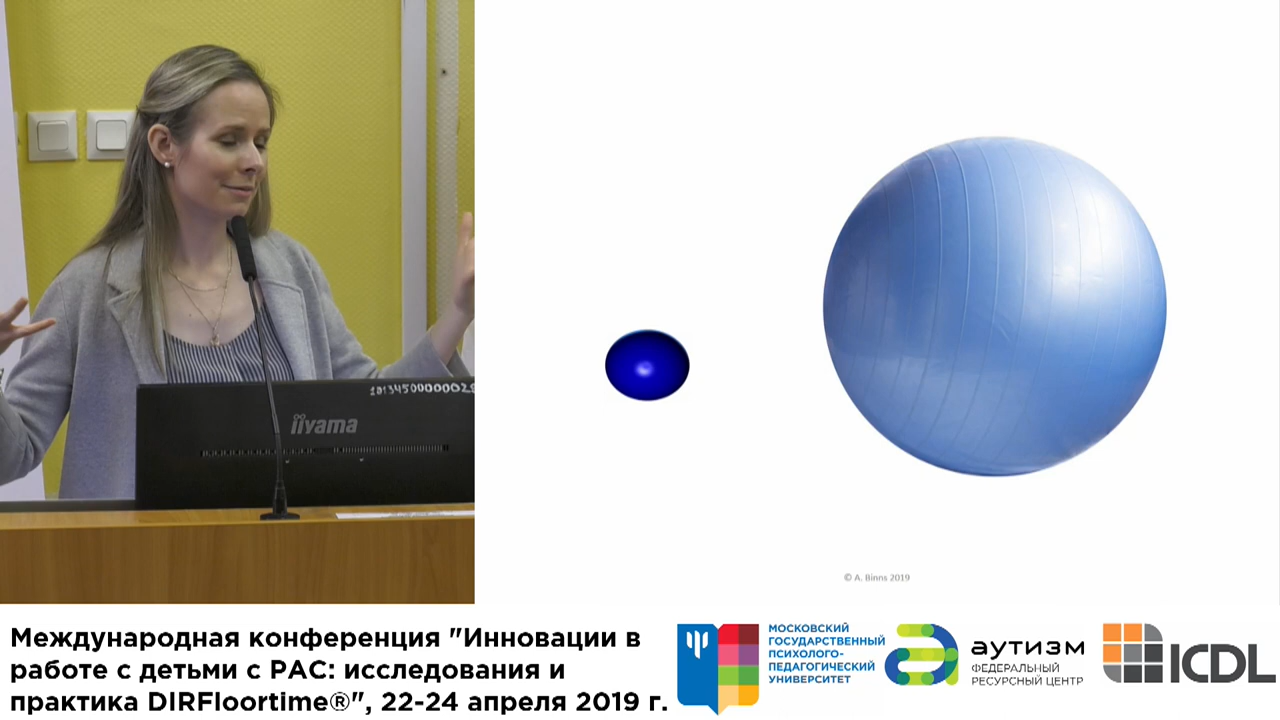 iiyama
© A. Binns 2019
Международная конференция "Инновации в
работе с детьми с РАС: исследования и
практика DIRFloortime®", 22-24 апреля 2019 г.
МОСКОВСКИЙ
ГОСУДАРСТВЕННЫЙ
ПСИХОЛОГО-
ПЕДАГОГИЧЕСКИЙ
УНИВЕРСИТЕТ
аутизм
ФЕДЕРАЛЬНЫЙ
РЕСУРСНЫЙ ЦЕНТР
ICDL